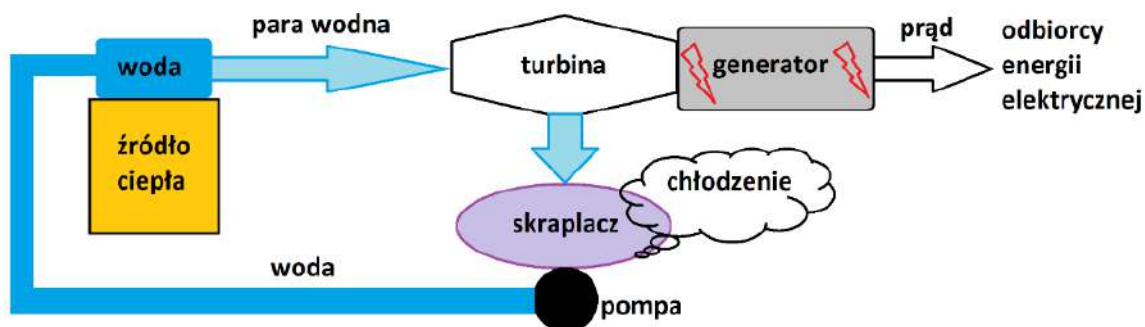 para wodna
woda
turbina
generator
prąd
odbiorcy
energii
elektrycznej
źródło
ciepła
chłodzenie
skraplacz
woda
pompa